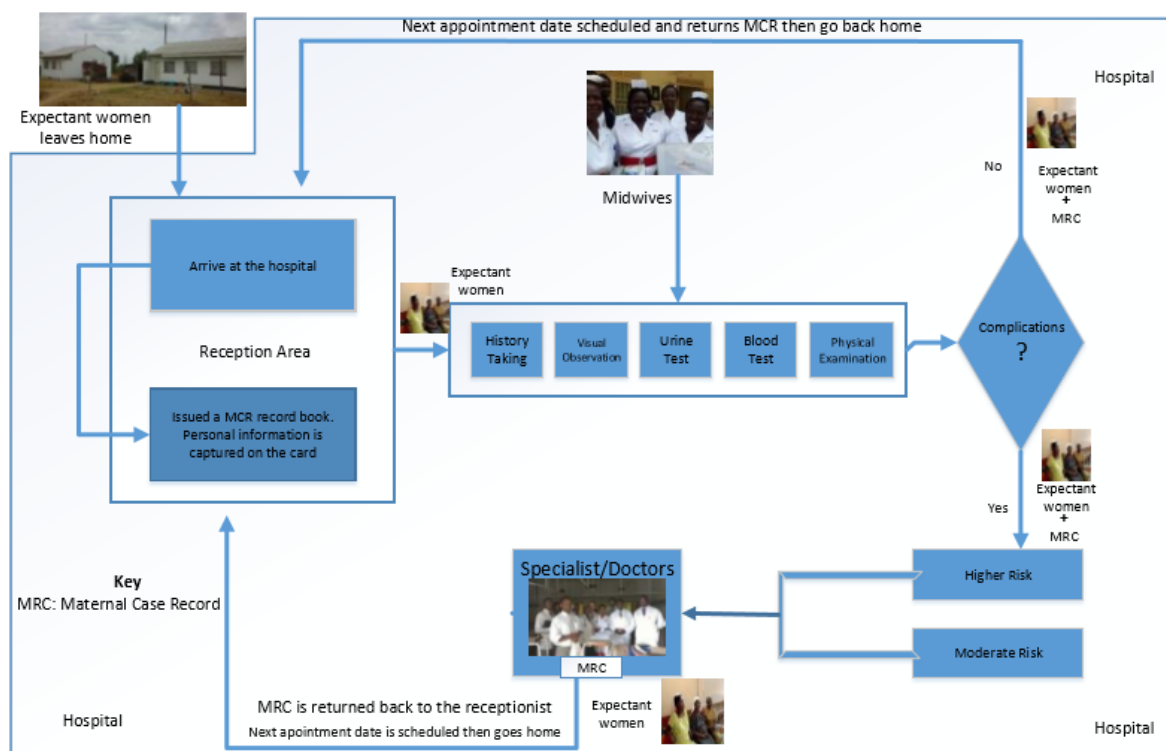 Next appointment date scheduled and returns MCR then go back home
Hospital
Expectant women
leaves home
Midwives
No
Expectant
women
+
MRC
Arrive at the hospital
Reception Area
Issued a MCR record book.
Personal information is
captured on the card
Expectant
women
History
Taking
Visual
Observation
Urine
Test
Blood
Test
Physical
Examination
Complications
?
Yes
Expectant
women
+
MRC
Higher Risk
Moderate Risk
Specialist/Doctors
MRC
Expectant
women
Key
MRC: Maternal Case Record
MRC is returned back to the receptionist
Next apointment date is scheduled then goes home
Hospital
Hospital